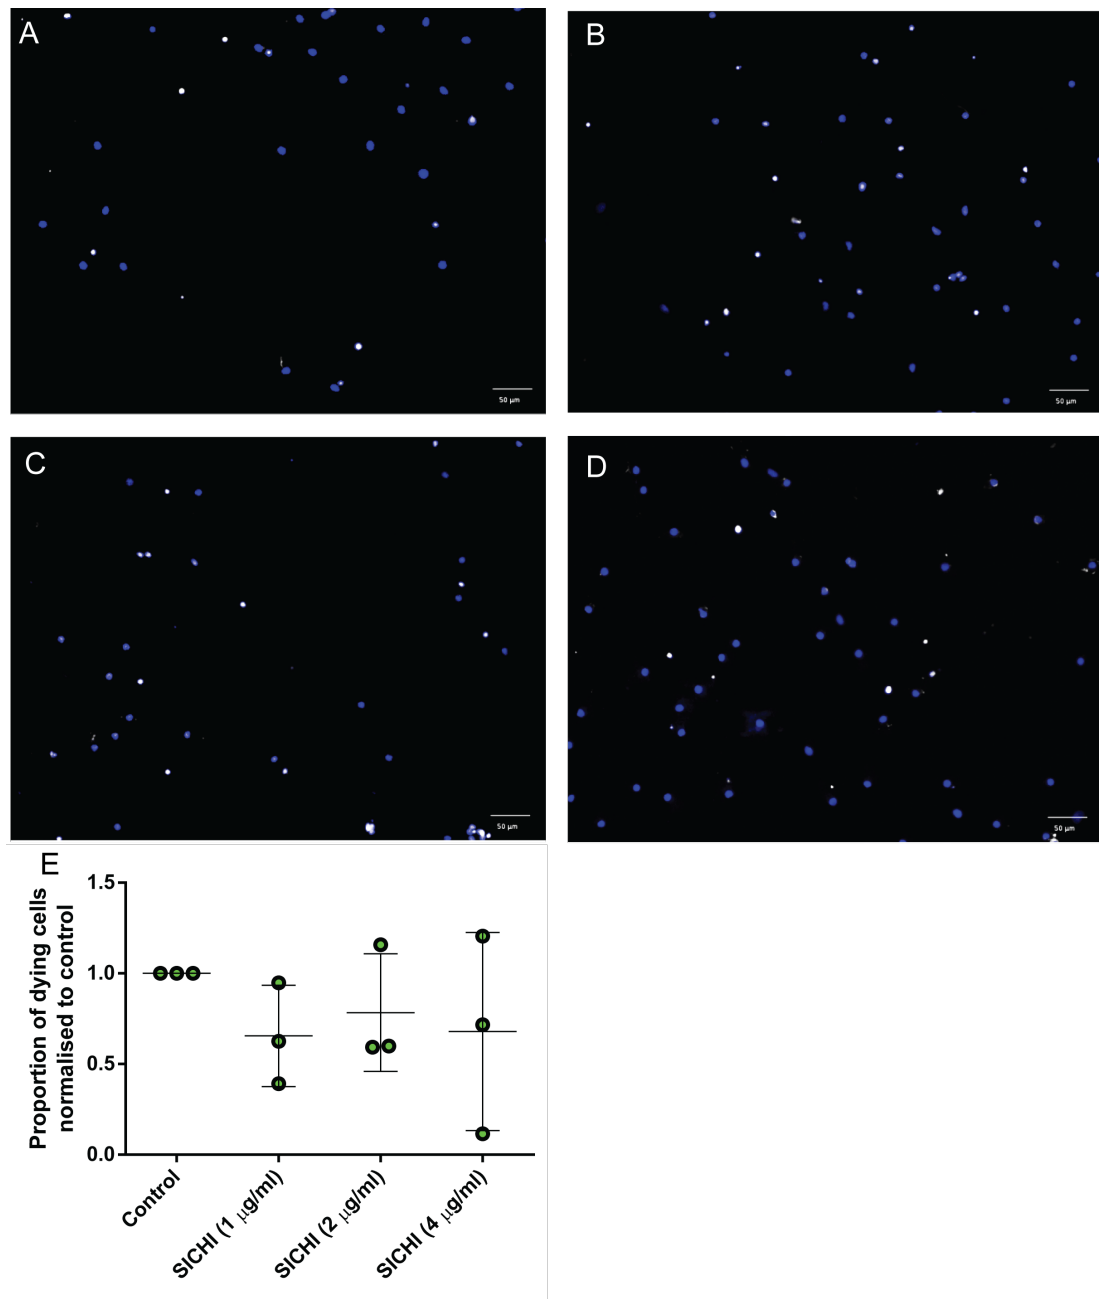 A
B
50 µm
50 µm
C
D
50 µm
50 µm
E
Proportion of dying cells
normalised to control
1.5
1.0
0.5
0.0
Control
SICHI (1 µg/ml)
SICHI (2 µg/ml)
SICHI (4 µg/ml)